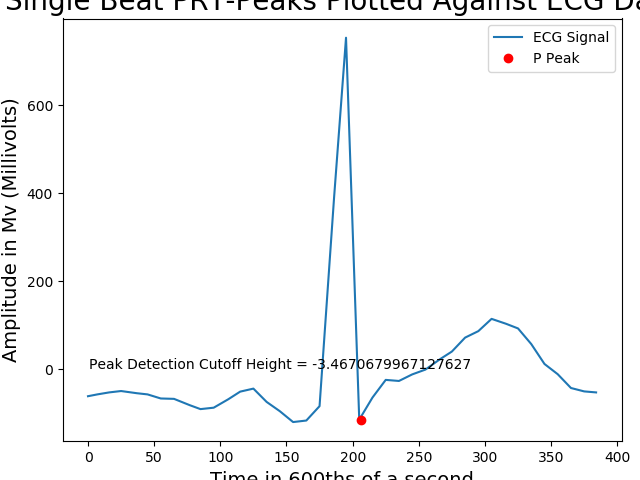 Single Beat PRT-Peaks Plotted Against ECG Da
ECG Signal
P Peak
Amplitude in Mv (Millivolts)
600
400
200
0
Peak Detection Cutoff Height = -3.4670679967127627
0 50 100 150 200 250 300 350 400
Time in 600ths of a second